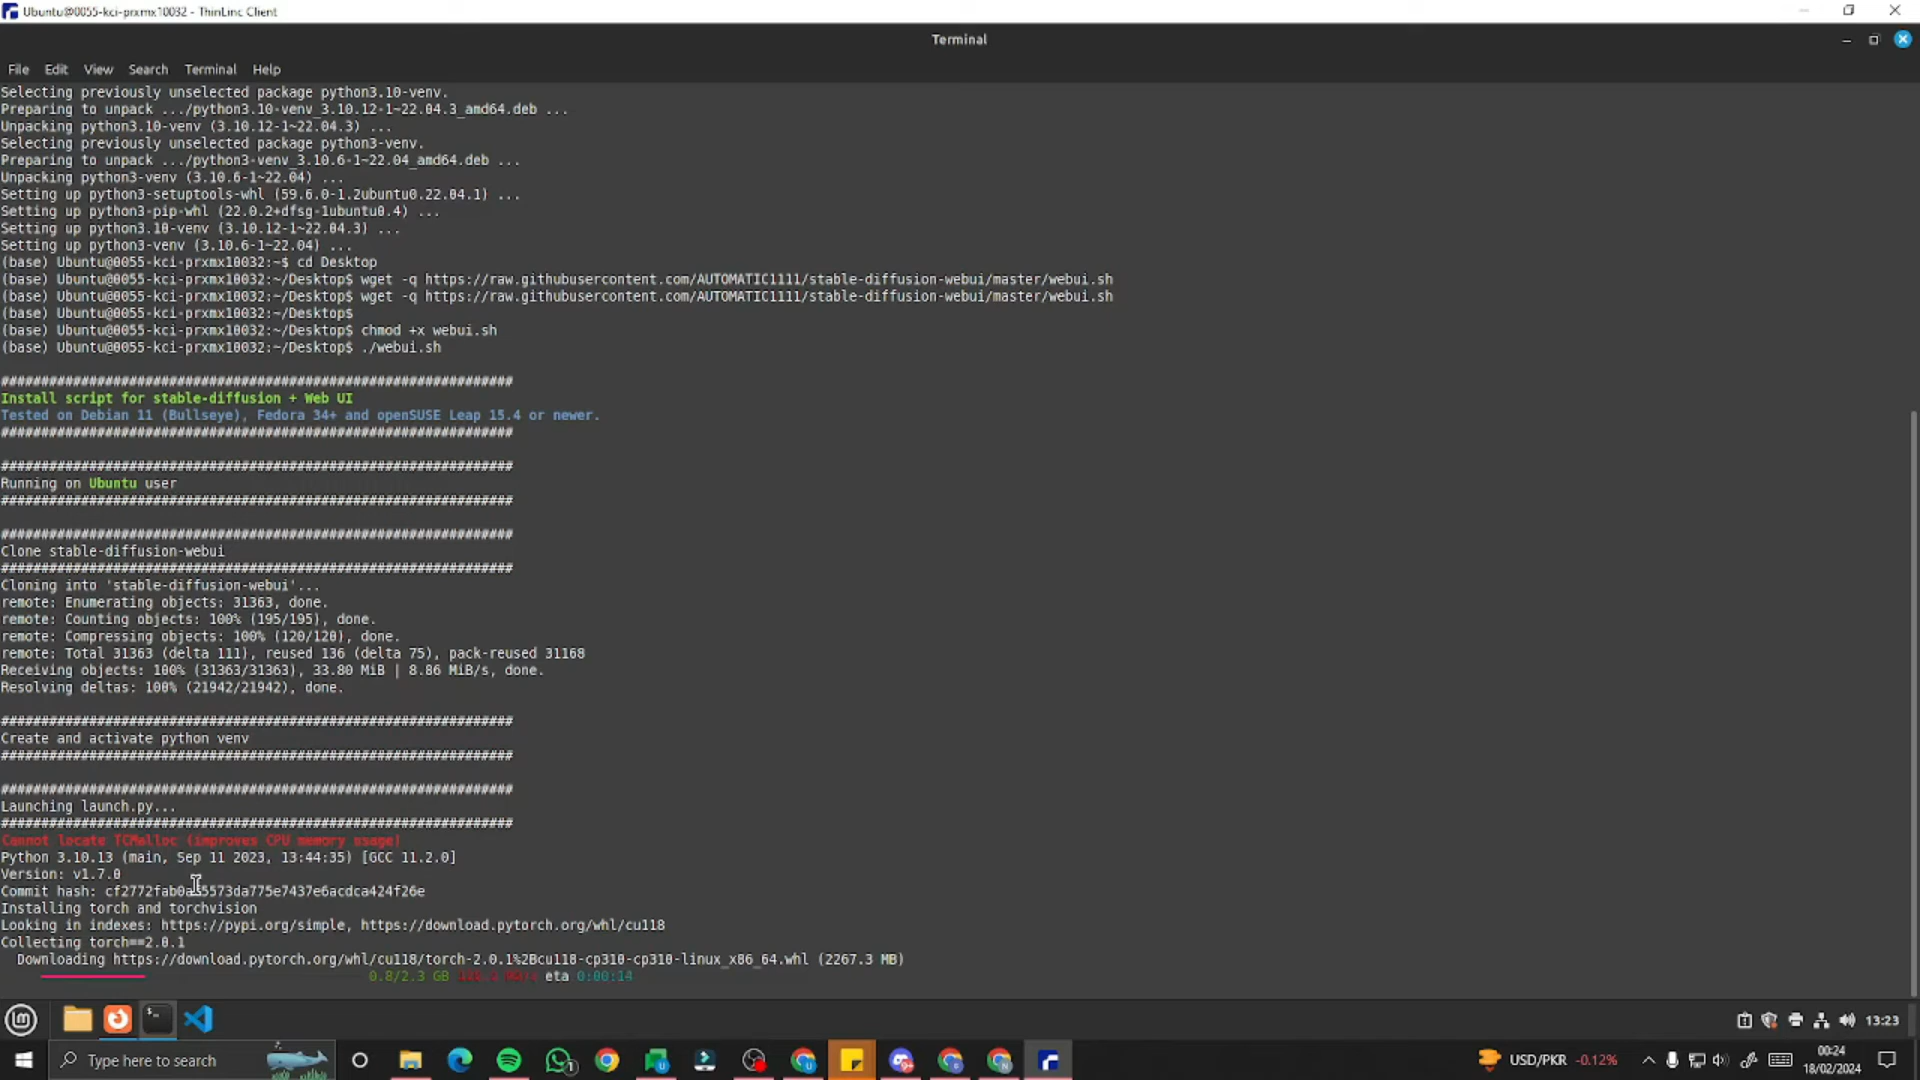 Ubuntu@0055-kci-prxmx10032 - ThinLinc Client
Terminal
File Edit View Search Terminal Help
Selecting previously unselected package python3.10-venv.
Preparing to unpack .../python3.10-venv_3.10.12-1~22.04.3_amd64.deb ...
Unpacking python3.10-venv (3.10.12-1~22.04.3) ...
Selecting previously unselected package python3-venv.
Preparing to unpack .../python3-venv_3.10.6-1~22.04_amd64.deb ...
Unpacking python3-venv (3.10.6-1~22.04) ...
Setting up python3-setuptools-whl (59.6.0-1.2ubuntu0.22.04.1) ...
Setting up python3-pip-whl (22.0.2+dfsg-1ubuntu0.4) ...
Setting up python3.10-venv (3.10.12-1~22.04.3) ...
Setting up python3-venv (3.10.6-1~22.04) ...
(base) Ubuntu@0055-kci-prxmx10032:~$ cd Desktop
(base) Ubuntu@0055-kci-prxmx10032:~/Desktop$ wget -q https://raw.githubusercontent.com/AUTOMATIC1111/stable-diffusion-webui/master/webui.sh
(base) Ubuntu@0055-kci-prxmx10032:~/Desktop$ wget -q https://raw.githubusercontent.com/AUTOMATIC1111/stable-diffusion-webui/master/webui.sh
(base) Ubuntu@0055-kci-prxmx10032:~/Desktop$
(base) Ubuntu@0055-kci-prxmx10032:~/Desktop$ chmod +x webui.sh
(base) Ubuntu@0055-kci-prxmx10032:~/Desktop$ ./webui.sh
################################################################
Install script for stable-diffusion + Web UI
Tested on Debian 11 (Bullseye), Fedora 34+ and openSUSE Leap 15.4 or newer.
################################################################
################################################################
Running on Ubuntu user
################################################################
################################################################
Clone stable-diffusion-webui
################################################################
Cloning into 'stable-diffusion-webui'...
remote: Enumerating objects: 31363, done.
remote: Counting objects: 100% (195/195), done.
remote: Compressing objects: 100% (120/120), done.
remote: Total 31363 (delta 111), reused 136 (delta 75), pack-reused 31168
Receiving objects: 100% (31363/31363), 33.80 MiB | 8.86 MiB/s, done.
Resolving deltas: 100% (21942/21942), done.
################################################################
Create and activate python venv
################################################################
################################################################
Launching launch.py...
################################################################
Cannot locate TCMalloc (improves CPU memory usage)
Python 3.10.13 (main, Sep 11 2023, 13:44:35) [GCC 11.2.0]
Version: v1.7.0
Commit hash: cf2772fab0af5573da775e7437e6acdca424f26e
Installing torch and torchvision
Looking in indexes: https://pypi.org/simple, https://download.pytorch.org/whl/cu118
Collecting torch==2.0.1
Downloading https://download.pytorch.org/whl/cu118/torch-2.0.1%2Bcu118-cp310-cp310-linux_x86_64.whl (2267.3 MB)
0.8/2.3 GB eta 0:00:14
13:23
Type here to search
USD/PKR -0.12%
00:24
18/02/2024